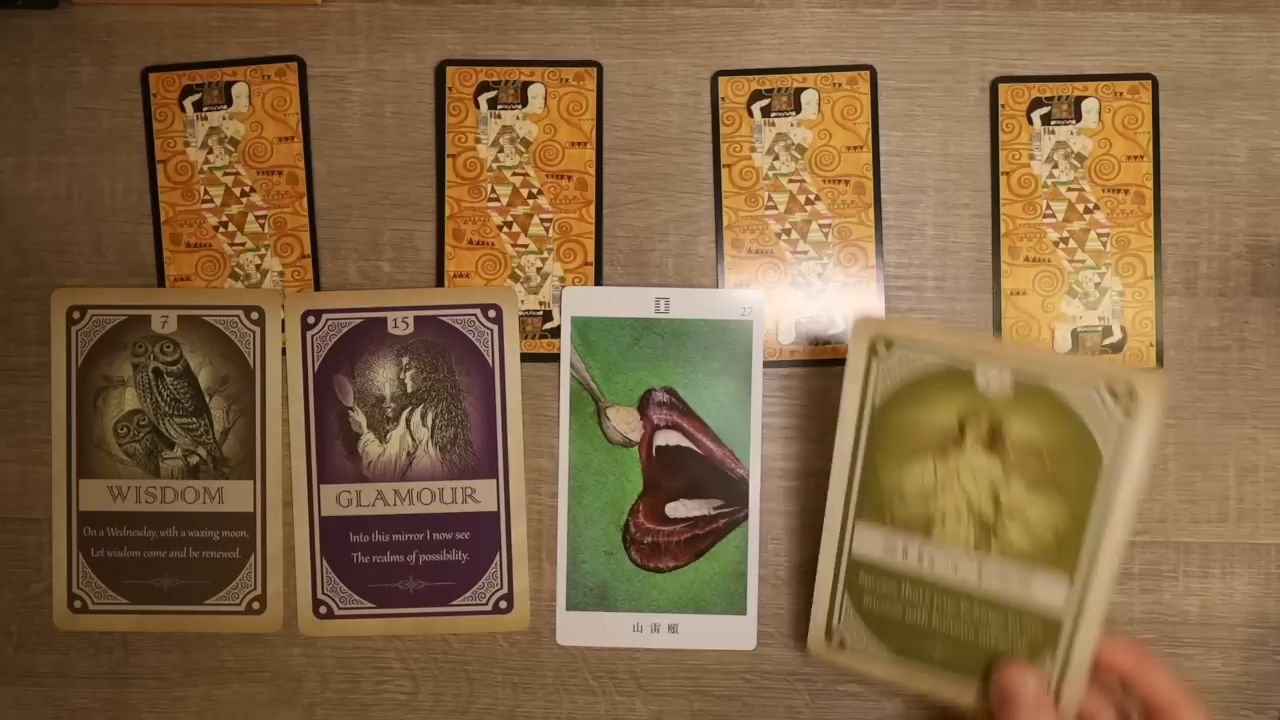 7
WISDOM
On a Wednesday, with a waxing moon,
Let wisdom come and be renewed.
15
GLAMOUR
Into this mirror I now see
The realms of possibility.
27
山雷頤